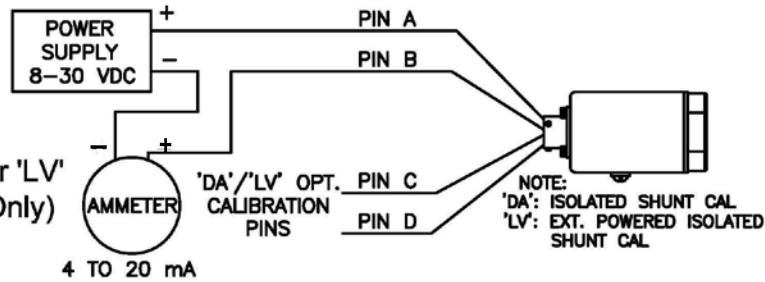 +
POWER
SUPPLY
8-30 VDC
-
PIN A
PIN B
-
+
'LV'
Only)
AMMETER
4 TO 20 mA
'DA'/'LV' OPT.
CALIBRATION
PINS
PIN C
PIN D
NOTE:
'DA': ISOLATED SHUNT CAL
'LV': EXT. POWERED ISOLATED
SHUNT CAL